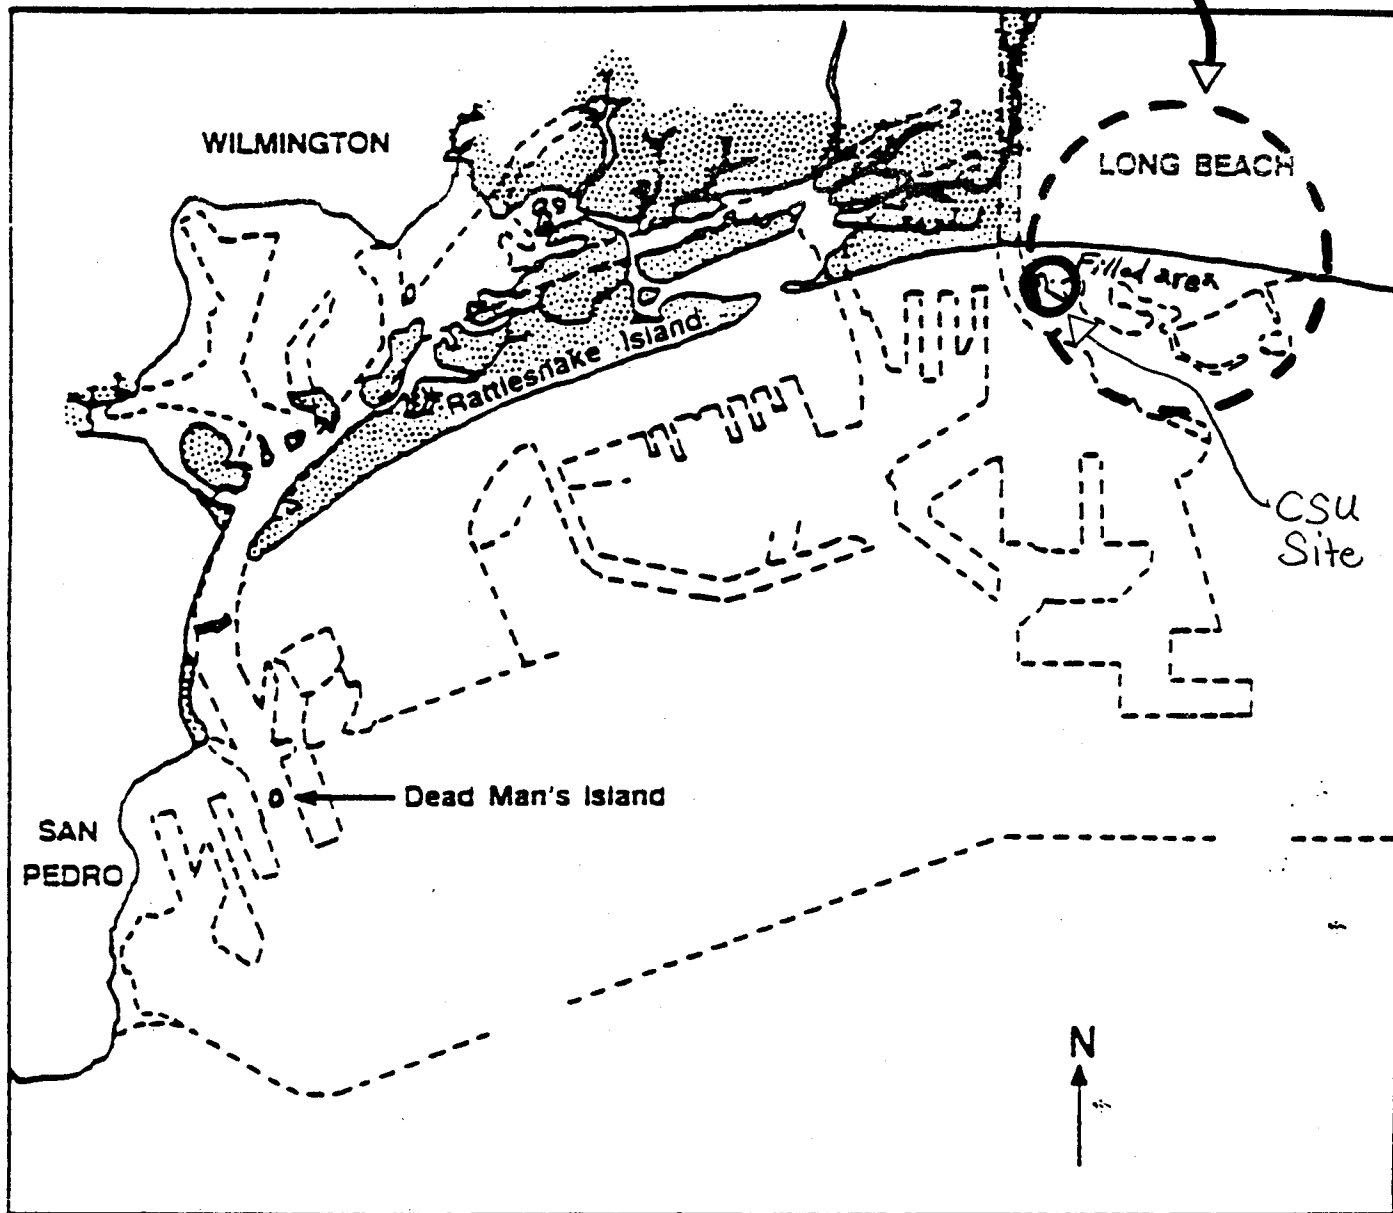 WILMINGTON
LONG BEACH
Filled area
Rattlesnake Island
CSU
Site
Dead Man's Island
SAN
PEDRO
N